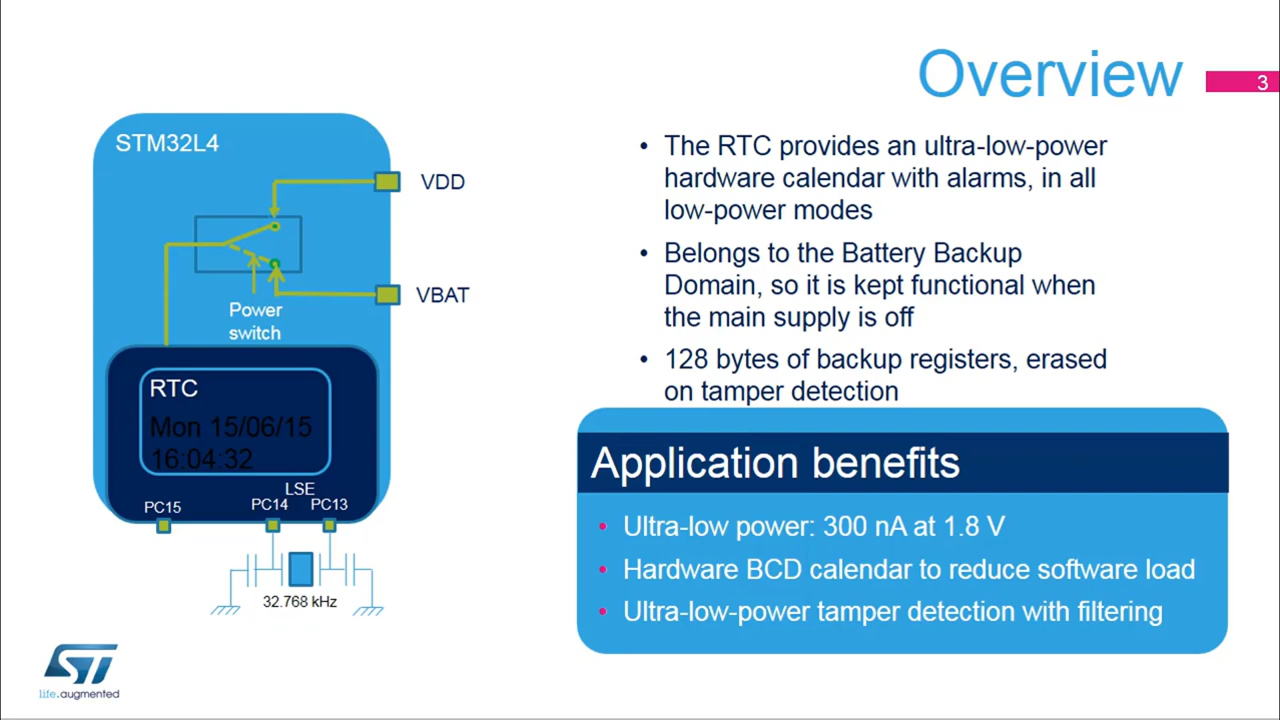 Overview
3
STM32L4
VDD
VBAT
Power
switch
RTC
Mon 15/06/15
16:04:32
LSE
PC15
PC14
PC13
32.768 kHz
• The RTC provides an ultra-low-power
hardware calendar with alarms, in all
low-power modes
• Belongs to the Battery Backup
Domain, so it is kept functional when
the main supply is off
• 128 bytes of backup registers, erased
on tamper detection
Application benefits
• Ultra-low power: 300 nA at 1.8 V
• Hardware BCD calendar to reduce software load
• Ultra-low-power tamper detection with filtering
ST
life.augmented